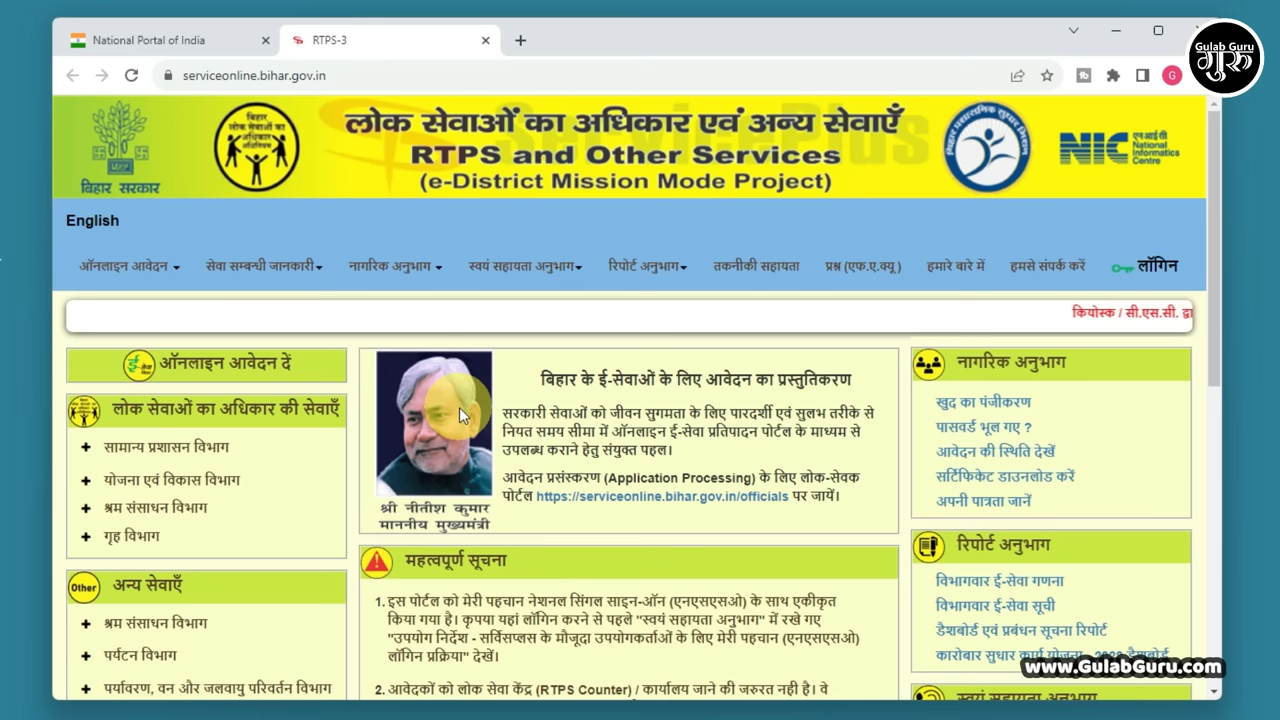 National Portal of India
RTPS-3
serviceonline.bihar.gov.in
G
Gulab Guru
गुरु
बिहार सरकार
लोक सेवाओं का अधिकार एवं अन्य सेवाएँ
RTPS and Other Services
(e-District Mission Mode Project)
NIC
एन आई सी
National
Informatics
Centre
English
ऑनलाइन आवेदन
सेवा सम्बन्धी जानकारी
नागरिक अनुभाग
स्वयं सहायता अनुभाग
रिपोर्ट अनुभाग
तकनीकी सहायता
प्रश्न (एफ.ए.क्यू )
हमारे बारे में
हमसे संपर्क करें
लॉगिन
कियोस्क / सी.एस.सी. द्वा
ऑनलाइन आवेदन दें
लोक सेवाओं का अधिकार की सेवाएँ
सामान्य प्रशासन विभाग
योजना एवं विकास विभाग
श्रम संसाधन विभाग
गृह विभाग
Other
अन्य सेवाएँ
श्रम संसाधन विभाग
पर्यटन विभाग
पर्यावरण, वन और जलवायु परिवर्तन विभाग
श्री नीतीश कुमार
माननीय मुख्यमंत्री
बिहार के ई-सेवाओं के लिए आवेदन का प्रस्तुतिकरण
सरकारी सेवाओं को जीवन सुगमता के लिए पारदर्शी एवं सुलभ तरीके से
नियत समय सीमा में ऑनलाइन ई-सेवा प्रतिपादन पोर्टल के माध्यम से
उपलब्ध कराने हेतु संयुक्त पहल।
आवेदन प्रसंस्करण (Application Processing) के लिए लोक-सेवक
पोर्टल https://serviceonline.bihar.gov.in/officials पर जायें।
महत्वपूर्ण सूचना
1. इस पोर्टल को मेरी पहचान नेशनल सिंगल साइन-ऑन (एनएसएसओ) के साथ एकीकृत
किया गया है। कृपया यहां लॉगिन करने से पहले "स्वयं सहायता अनुभाग" में रखे गए
"उपयोग निर्देश - सर्विसप्लस के मौजूदा उपयोगकर्ताओं के लिए मेरी पहचान (एनएसएसओ)
लॉगिन प्रक्रिया" देखें।
2. आवेदकों को लोक सेवा केंद्र (RTPS Counter) / कार्यालय जाने की जरुरत नही है। वे
नागरिक अनुभाग
खुद का पंजीकरण
पासवर्ड भूल गए ?
आवेदन की स्थिति देखें
सर्टिफिकेट डाउनलोड करें
अपनी पात्रता जानें
रिपोर्ट अनुभाग
विभागवार ई-सेवा गणना
विभागवार ई-सेवा सूची
डैशबोर्ड एवं प्रबंधन सूचना रिपोर्ट
कारोबार सुधार कार्य योजना
स्वयं सहायता अनुभाग
www.GulabGuru.com